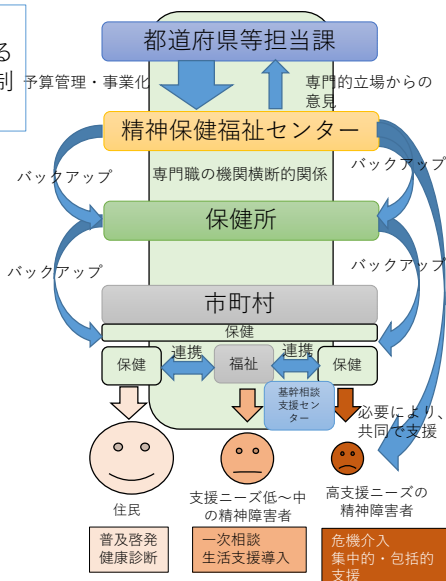 る
制
都道府県等担当課
予算管理・事業化
専門的立場からの
意見
精神保健福祉センター
バックアップ
専門職の機関横断的関係
バックアップ
保健所
バックアップ
バックアップ
市町村
保健
保健
連携
福祉
連携
保健
基幹相談
支援セン
ター
必要により、
共同で支援
住民
支援ニーズ低～中
の精神障害者
高支援ニーズの
精神障害者
普及啓発
健康診断
一次相談
生活支援導入
危機介入
集中的・包括的
支援